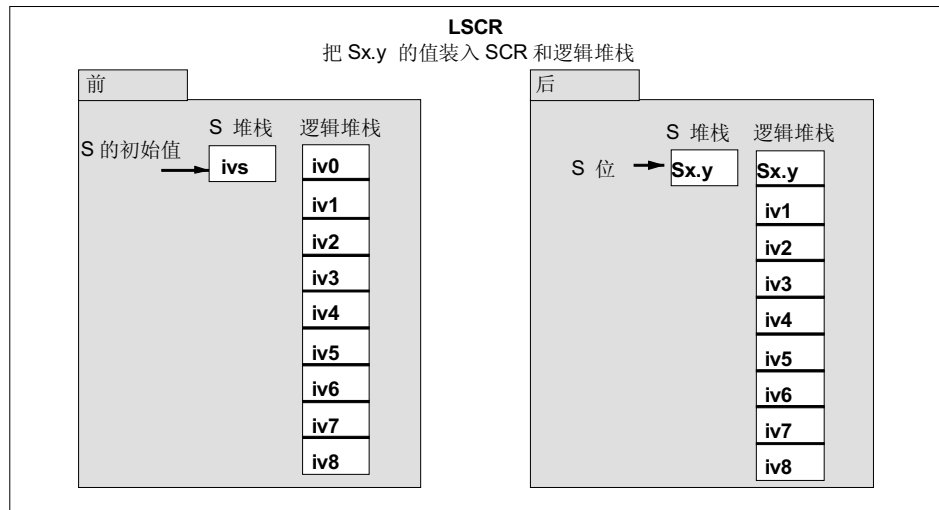 LSCR
把 Sx.y 的值装入 SCR 和逻辑堆栈
前
S 堆栈 逻辑堆栈
S 的初始值
ivs
iv0
iv1
iv2
iv3
iv4
iv5
iv6
iv7
iv8
后
S 堆栈 逻辑堆栈
S 位
Sx.y
Sx.y
iv1
iv2
iv3
iv4
iv5
iv6
iv7
iv8